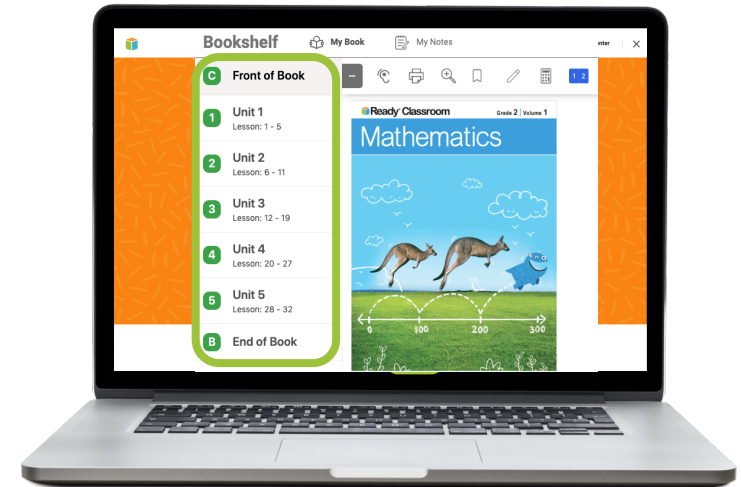 Bookshelf
My Book
My Notes
nter
C Front of Book
1 Unit 1
Lesson: 1 - 5
2 Unit 2
Lesson: 6 - 11
3 Unit 3
Lesson: 12 - 19
4 Unit 4
Lesson: 20 - 27
5 Unit 5
Lesson: 28 - 32
B End of Book
1 2
Ready Classroom
Grade 2 | Volume 1
Mathematics
0 100 200 300